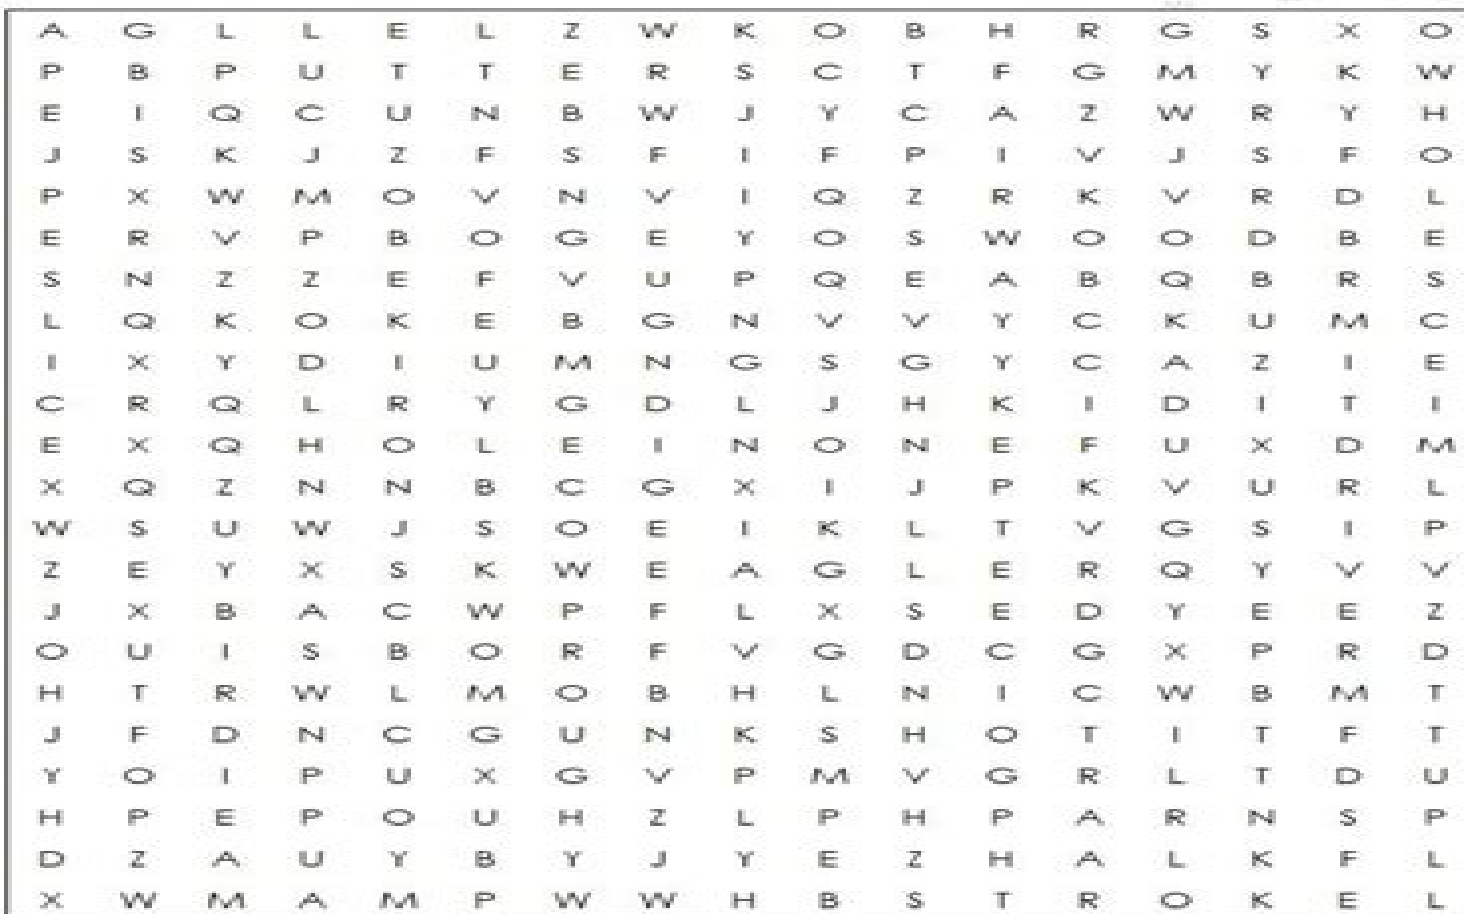 A G L L E L Z W K O B H R G S X O
P B P U T T E R S C T F G M Y K W
E I Q C U N B W J Y C A Z W R Y H
J S K J Z F S F I F P I V J S F O
P X W M O V N V I Q Z R K V R D L
E R V P B O G E Y O S W O O D B E
S N Z Z E F V U P Q E A B Q B R S
L Q K O K E B G N V V Y C K U M C
I X Y D I U M N G S G Y C A Z I E
C R Q L R Y G D L J H K I D I T I
E X Q H O L E I N O N E F U X D M
X Q Z N N B C G X I J P K V U R L
W S U W J S O E I K L T V G S I P
Z E Y X S K W E A G L E R Q Y V V
J X B A C W P F L X S E D Y E E Z
O U I S B O R F V G D C G X P R D
H T R W L M O B H L N I C W B M T
J F D N C G U N K S H O T I T F T
Y O I P U X G V P M V G R L T D U
H P E P O U H Z L P H P A R N S P
D Z A U Y B Y J Y E Z H A L K F L
X W M A M P W W H B S T R O K E L